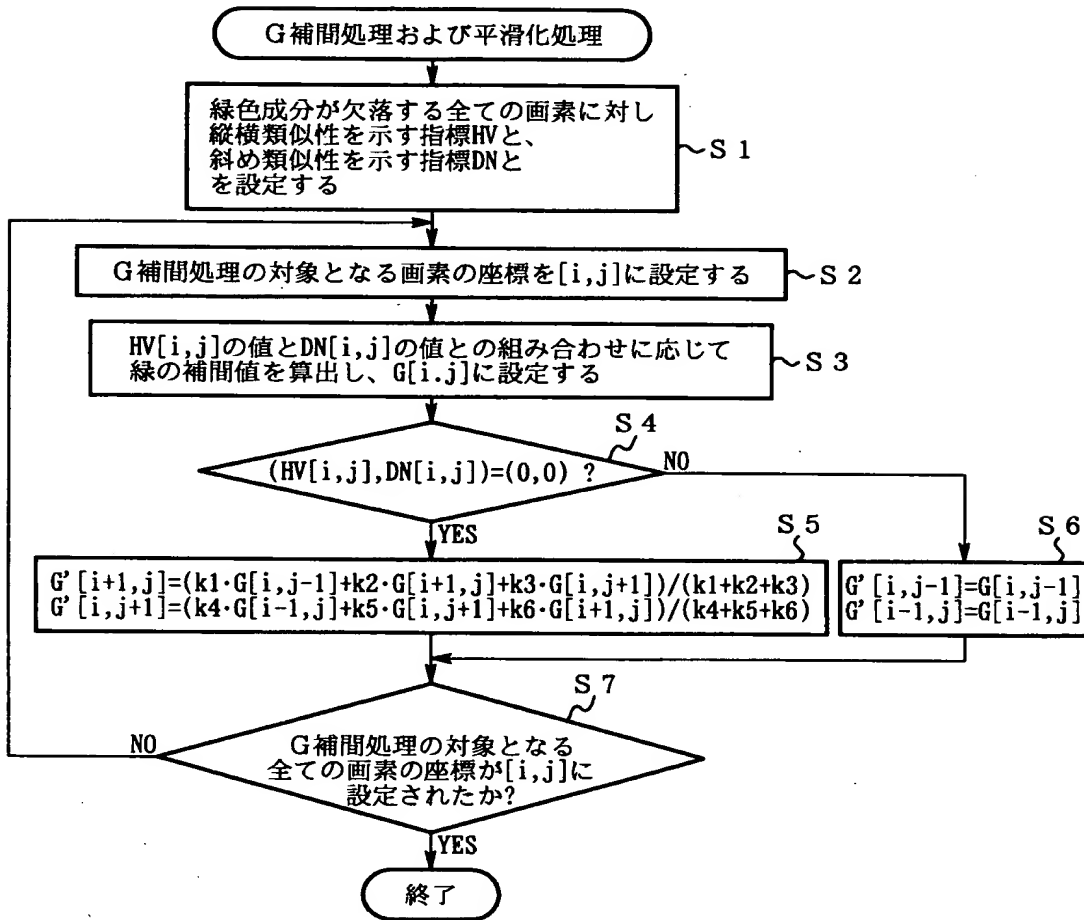 G補間処理および平滑化処理
緑色成分が欠落する全ての画素に対し
縦横類似性を示す指標HVと、
斜め類似性を示す指標DNと
を設定する
S1
G補間処理の対象となる画素の座標を[i,j]に設定する
S2
HV[i,j]の値とDN[i,j]の値との組み合わせに応じて
緑の補間値を算出し、G[i.j]に設定する
S3
S4
(HV[i,j],DN[i,j])=(0,0) ?
NO
YES
S5
S6
G'[i+1,j]=(k1·G[i,j-1]+k2·G[i+1,j]+k3·G[i,j+1])/(k1+k2+k3)
G'[i,j+1]=(k4·G[i-1,j]+k5·G[i,j+1]+k6·G[i+1,j])/(k4+k5+k6)
G'[i,j-1]=G[i,j-1]
G'[i-1,j]=G[i-1,j]
S7
NO
G補間処理の対象となる
全ての画素の座標が[i,j]に
設定されたか?
YES
終了